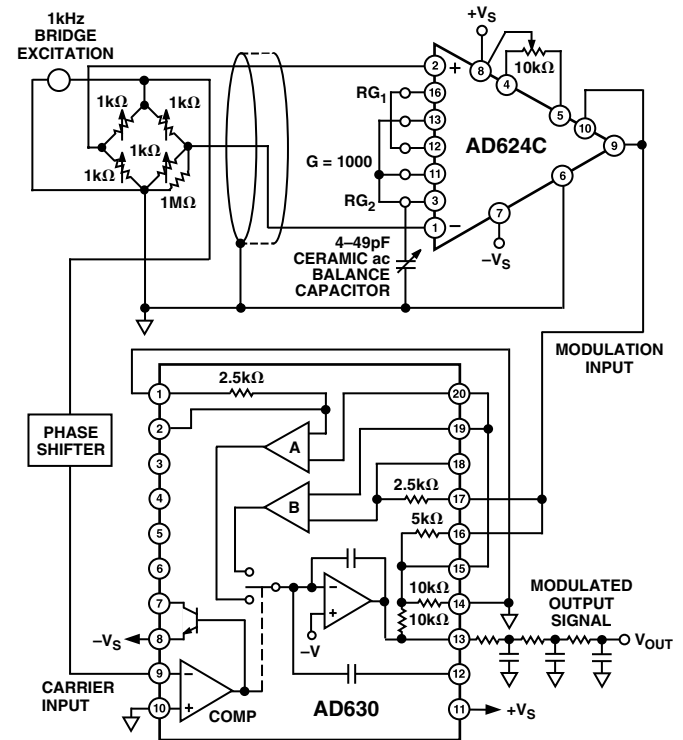 1kHz
BRIDGE
EXCITATION
1kΩ
1kΩ
1kΩ
1kΩ
1MΩ
+VS
10kΩ
2
+
8
4
5
10
9
6
7
16
13
12
11
3
1
–
RG1
G = 1000
RG2
AD624C
–VS
4–49pF
CERAMIC ac
BALANCE
CAPACITOR
MODULATION
INPUT
PHASE
SHIFTER
1
2
3
4
5
6
7
8
9
10
2.5kΩ
A
B
20
19
18
17
16
15
14
13
12
11
2.5kΩ
5kΩ
10kΩ
10kΩ
–
+
–V
–VS
CARRIER
INPUT
–
+
COMP
AD630
+VS
MODULATED
OUTPUT
SIGNAL
VOUT